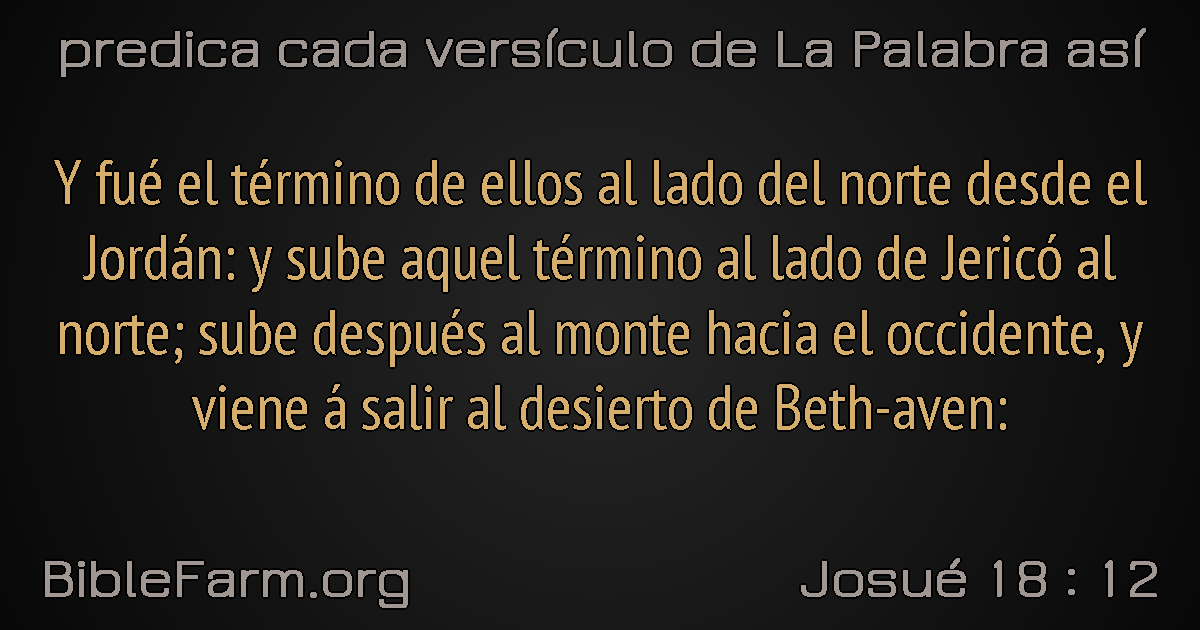 predica cada versículo de La Palabra así
Y fué el término de ellos al lado del norte desde el
Jordán: y sube aquel término al lado de Jericó al
norte; sube después al monte hacia el occidente, y
viene á salir al desierto de Beth-aven:
BibleFarm.org
Josué 18 : 12